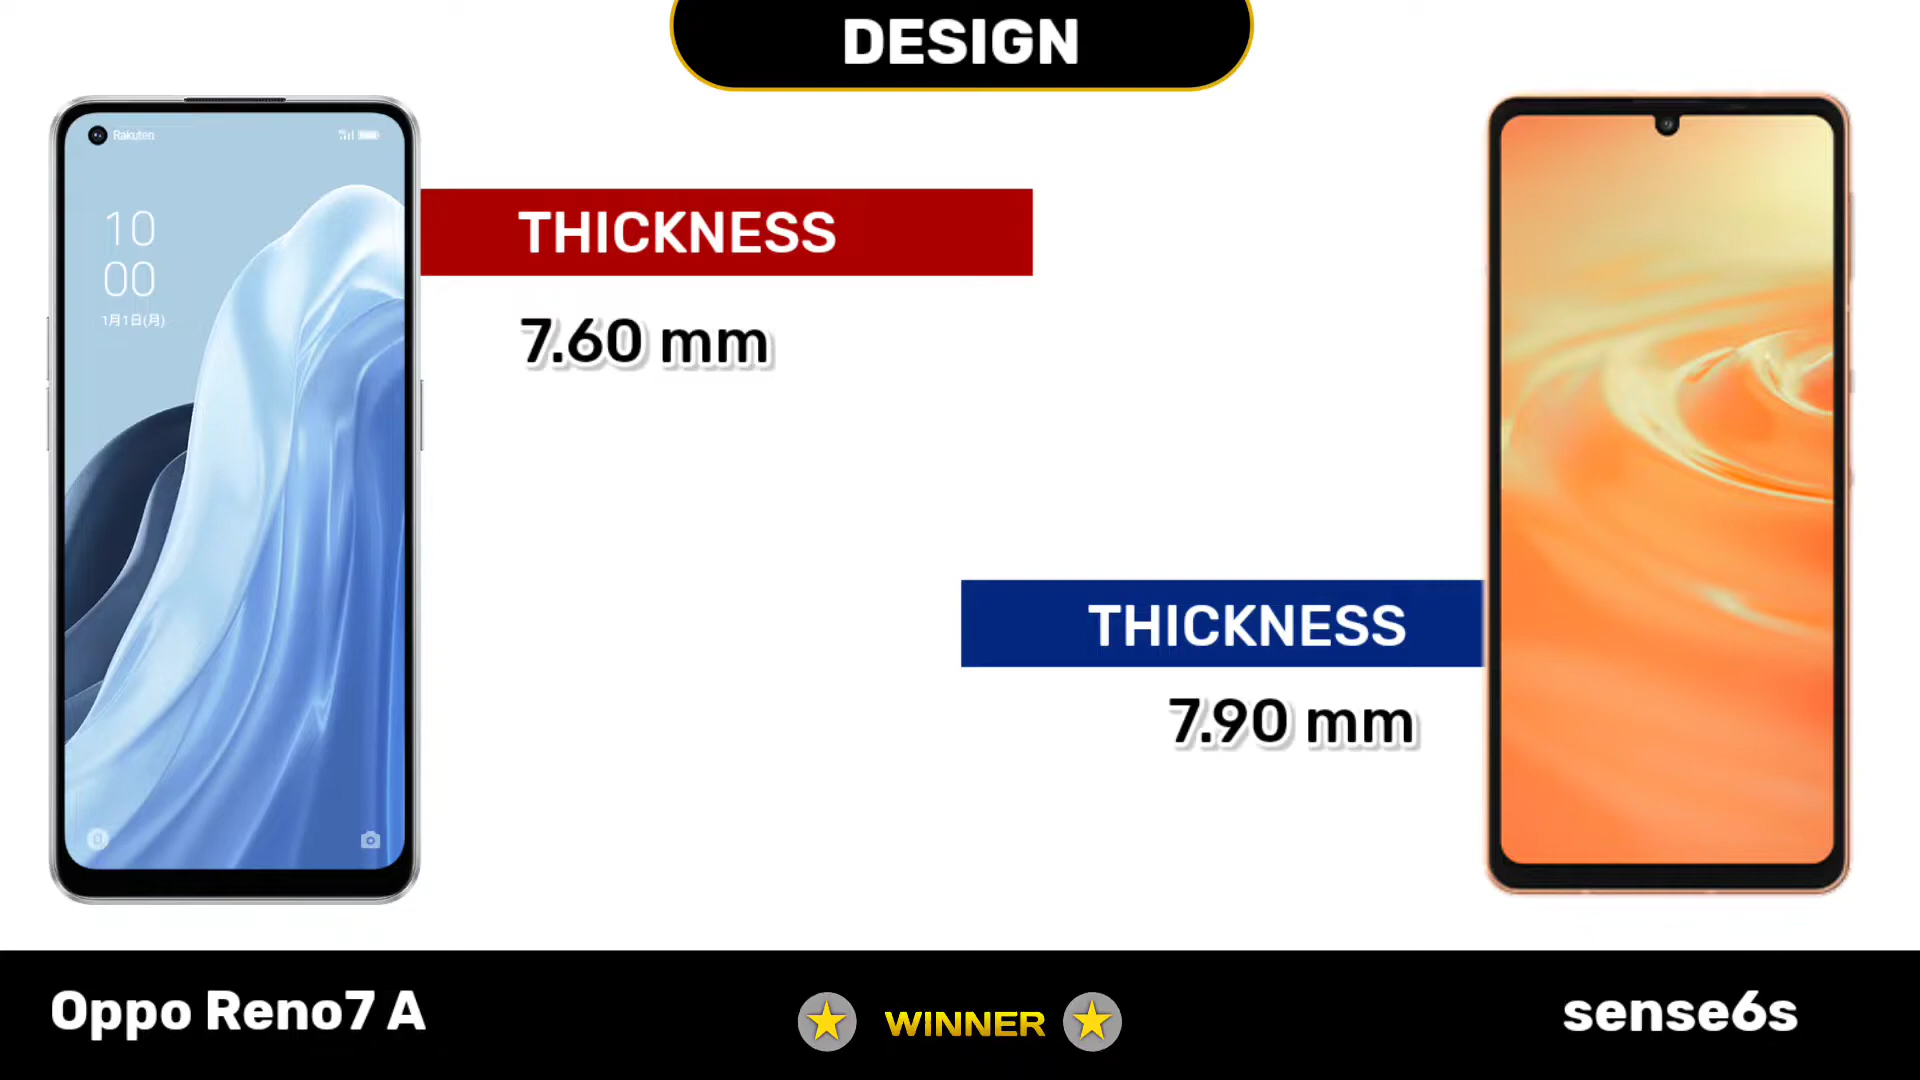 DESIGN
Rakuten
10
00
1月1日(月)
THICKNESS
7.60 mm
THICKNESS
7.90 mm
Oppo Reno7 A
WINNER
sense6s